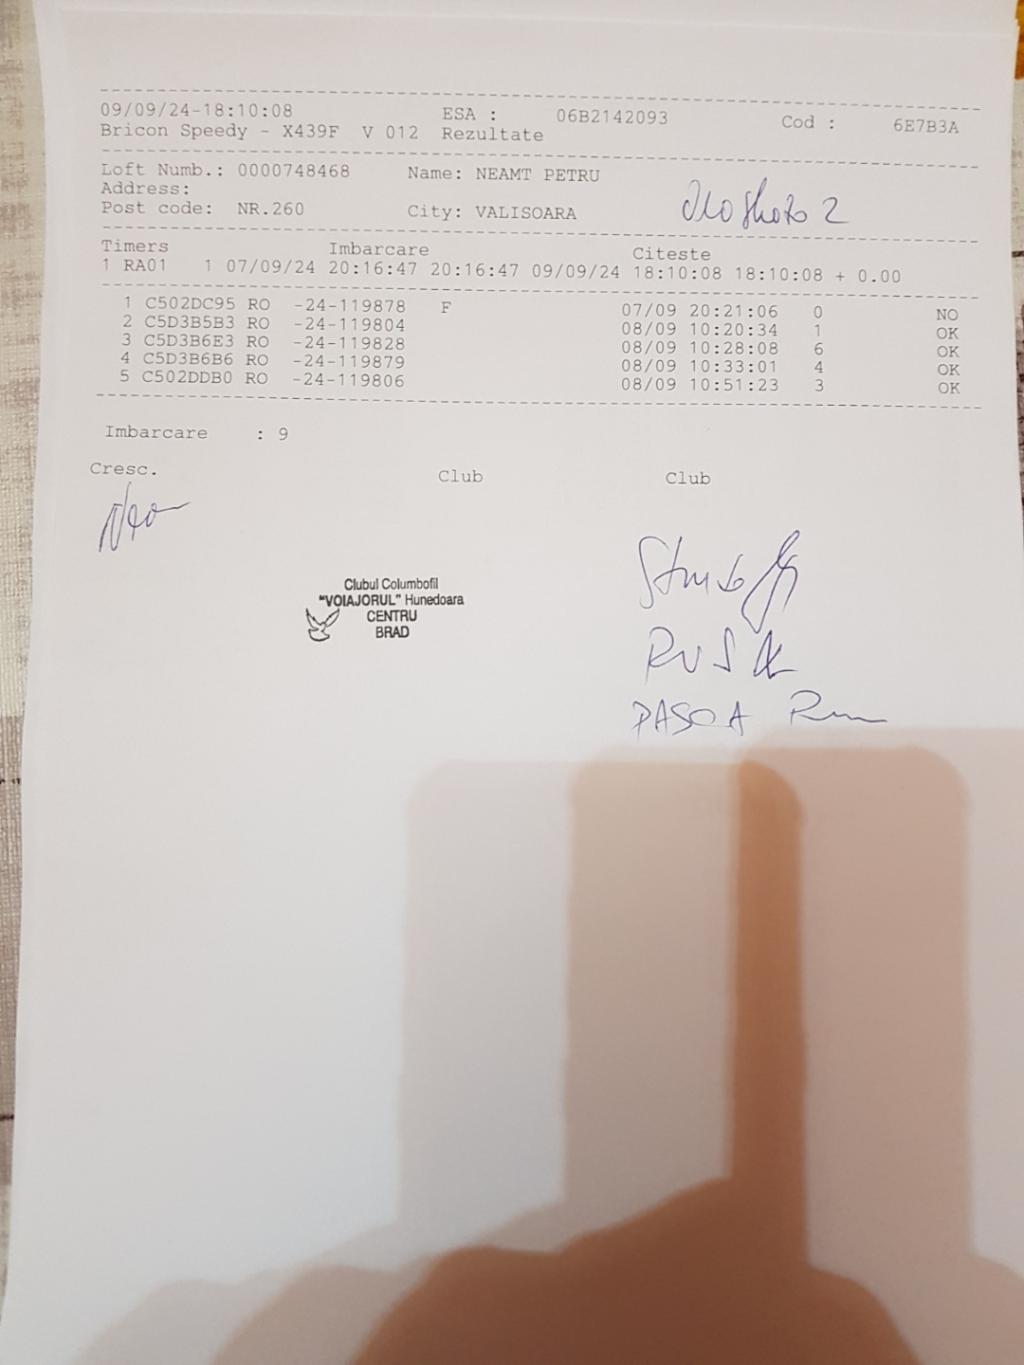 09/09/24-18:10:08 ESA : 06B2142093 Cod : 6E7B3A
Bricon Speedy - X439F V 012 Rezultate
Loft Numb.: 0000748468 Name: NEAMT PETRU
Address:
Post code: NR.260 City: VALISOARA
2
Timers Imbarcare Citeste
1 RA01 1 07/09/24 20:16:47 20:16:47 09/09/24 18:10:08 18:10:08 + 0.00
1 C502DC95 RO -24-119878 F 07/09 20:21:06 0 NO
2 C5D3B5B3 RO -24-119804 08/09 10:20:34 1 OK
3 C5D3B6E3 RO -24-119828 08/09 10:28:08 6 OK
4 C5D3B6B6 RO -24-119879 08/09 10:33:01 4 OK
5 C502DDB0 RO -24-119806 08/09 10:51:23 3 OK
Imbarcare : 9
Cresc. Club Club
Clubul Columbofil
"VOIAJORUL" Hunedoara
CENTRU
BRAD
RUS
PASCA